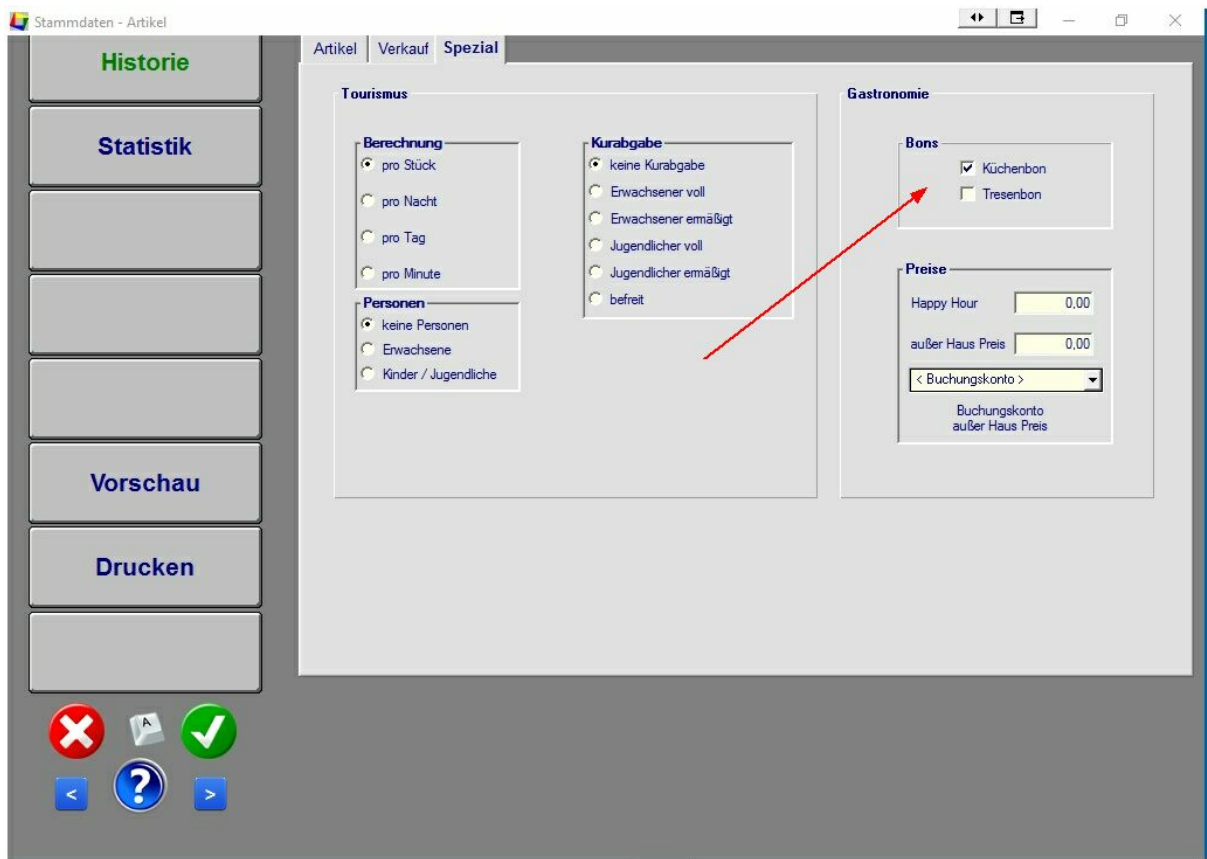 Stammdaten - Artikel
Historie
Statistik
Vorschau
Drucken
A
<
?
>
Artikel
Verkauf
Spezial
Tourismus
Berechnung
pro Stück
pro Nacht
pro Tag
pro Minute
Personen
keine Personen
Erwachsene
Kinder / Jugendliche
Kurabgabe
keine Kurabgabe
Erwachsener voll
Erwachsener ermäßigt
Jugendlicher voll
Jugendlicher ermäßigt
befreit
Gastronomie
Bons
Küchenbon
Tresenbon
Preise
Happy Hour 0,00
außer Haus Preis 0,00
< Buchungskonto >
Buchungskonto
außer Haus Preis